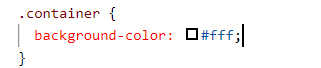 .container {
background-color: #fff;
}